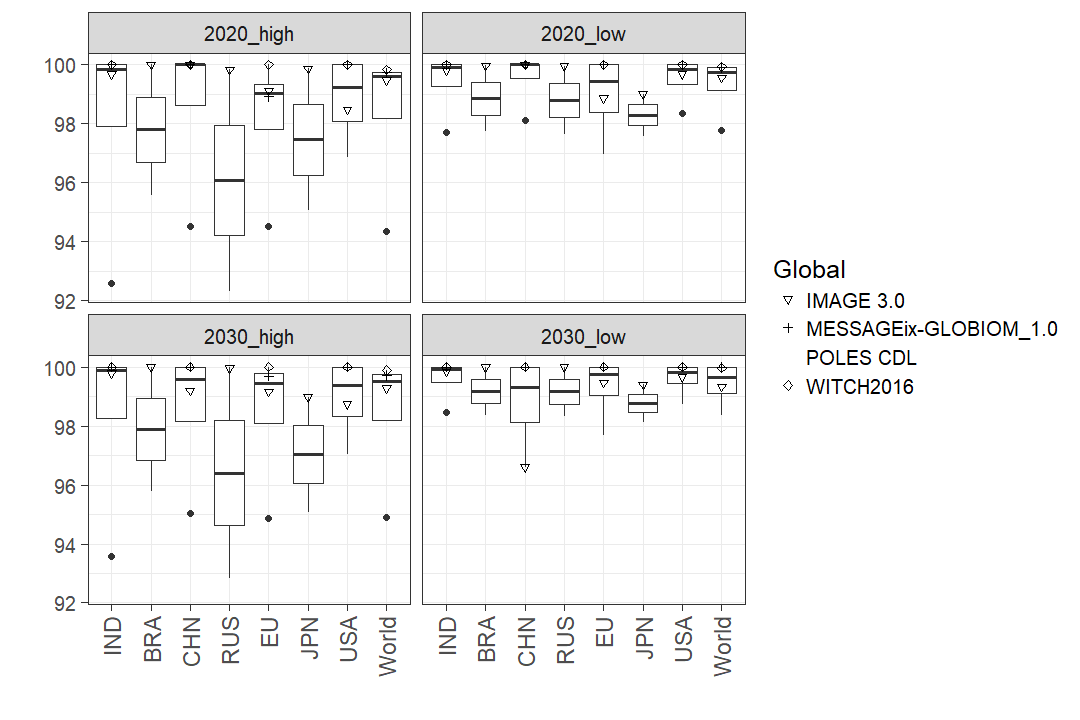 2020_high
2020_low
100
98
96
94
92
2030_high
2030_low
100
98
96
94
92
IND
BRA
CHN
RUS
EU
JPN
USA
World
IND
BRA
CHN
RUS
EU
JPN
USA
World
Global
IMAGE 3.0
MESSAGEix-GLOBIOM_1.0
POLES CDL
WITCH2016